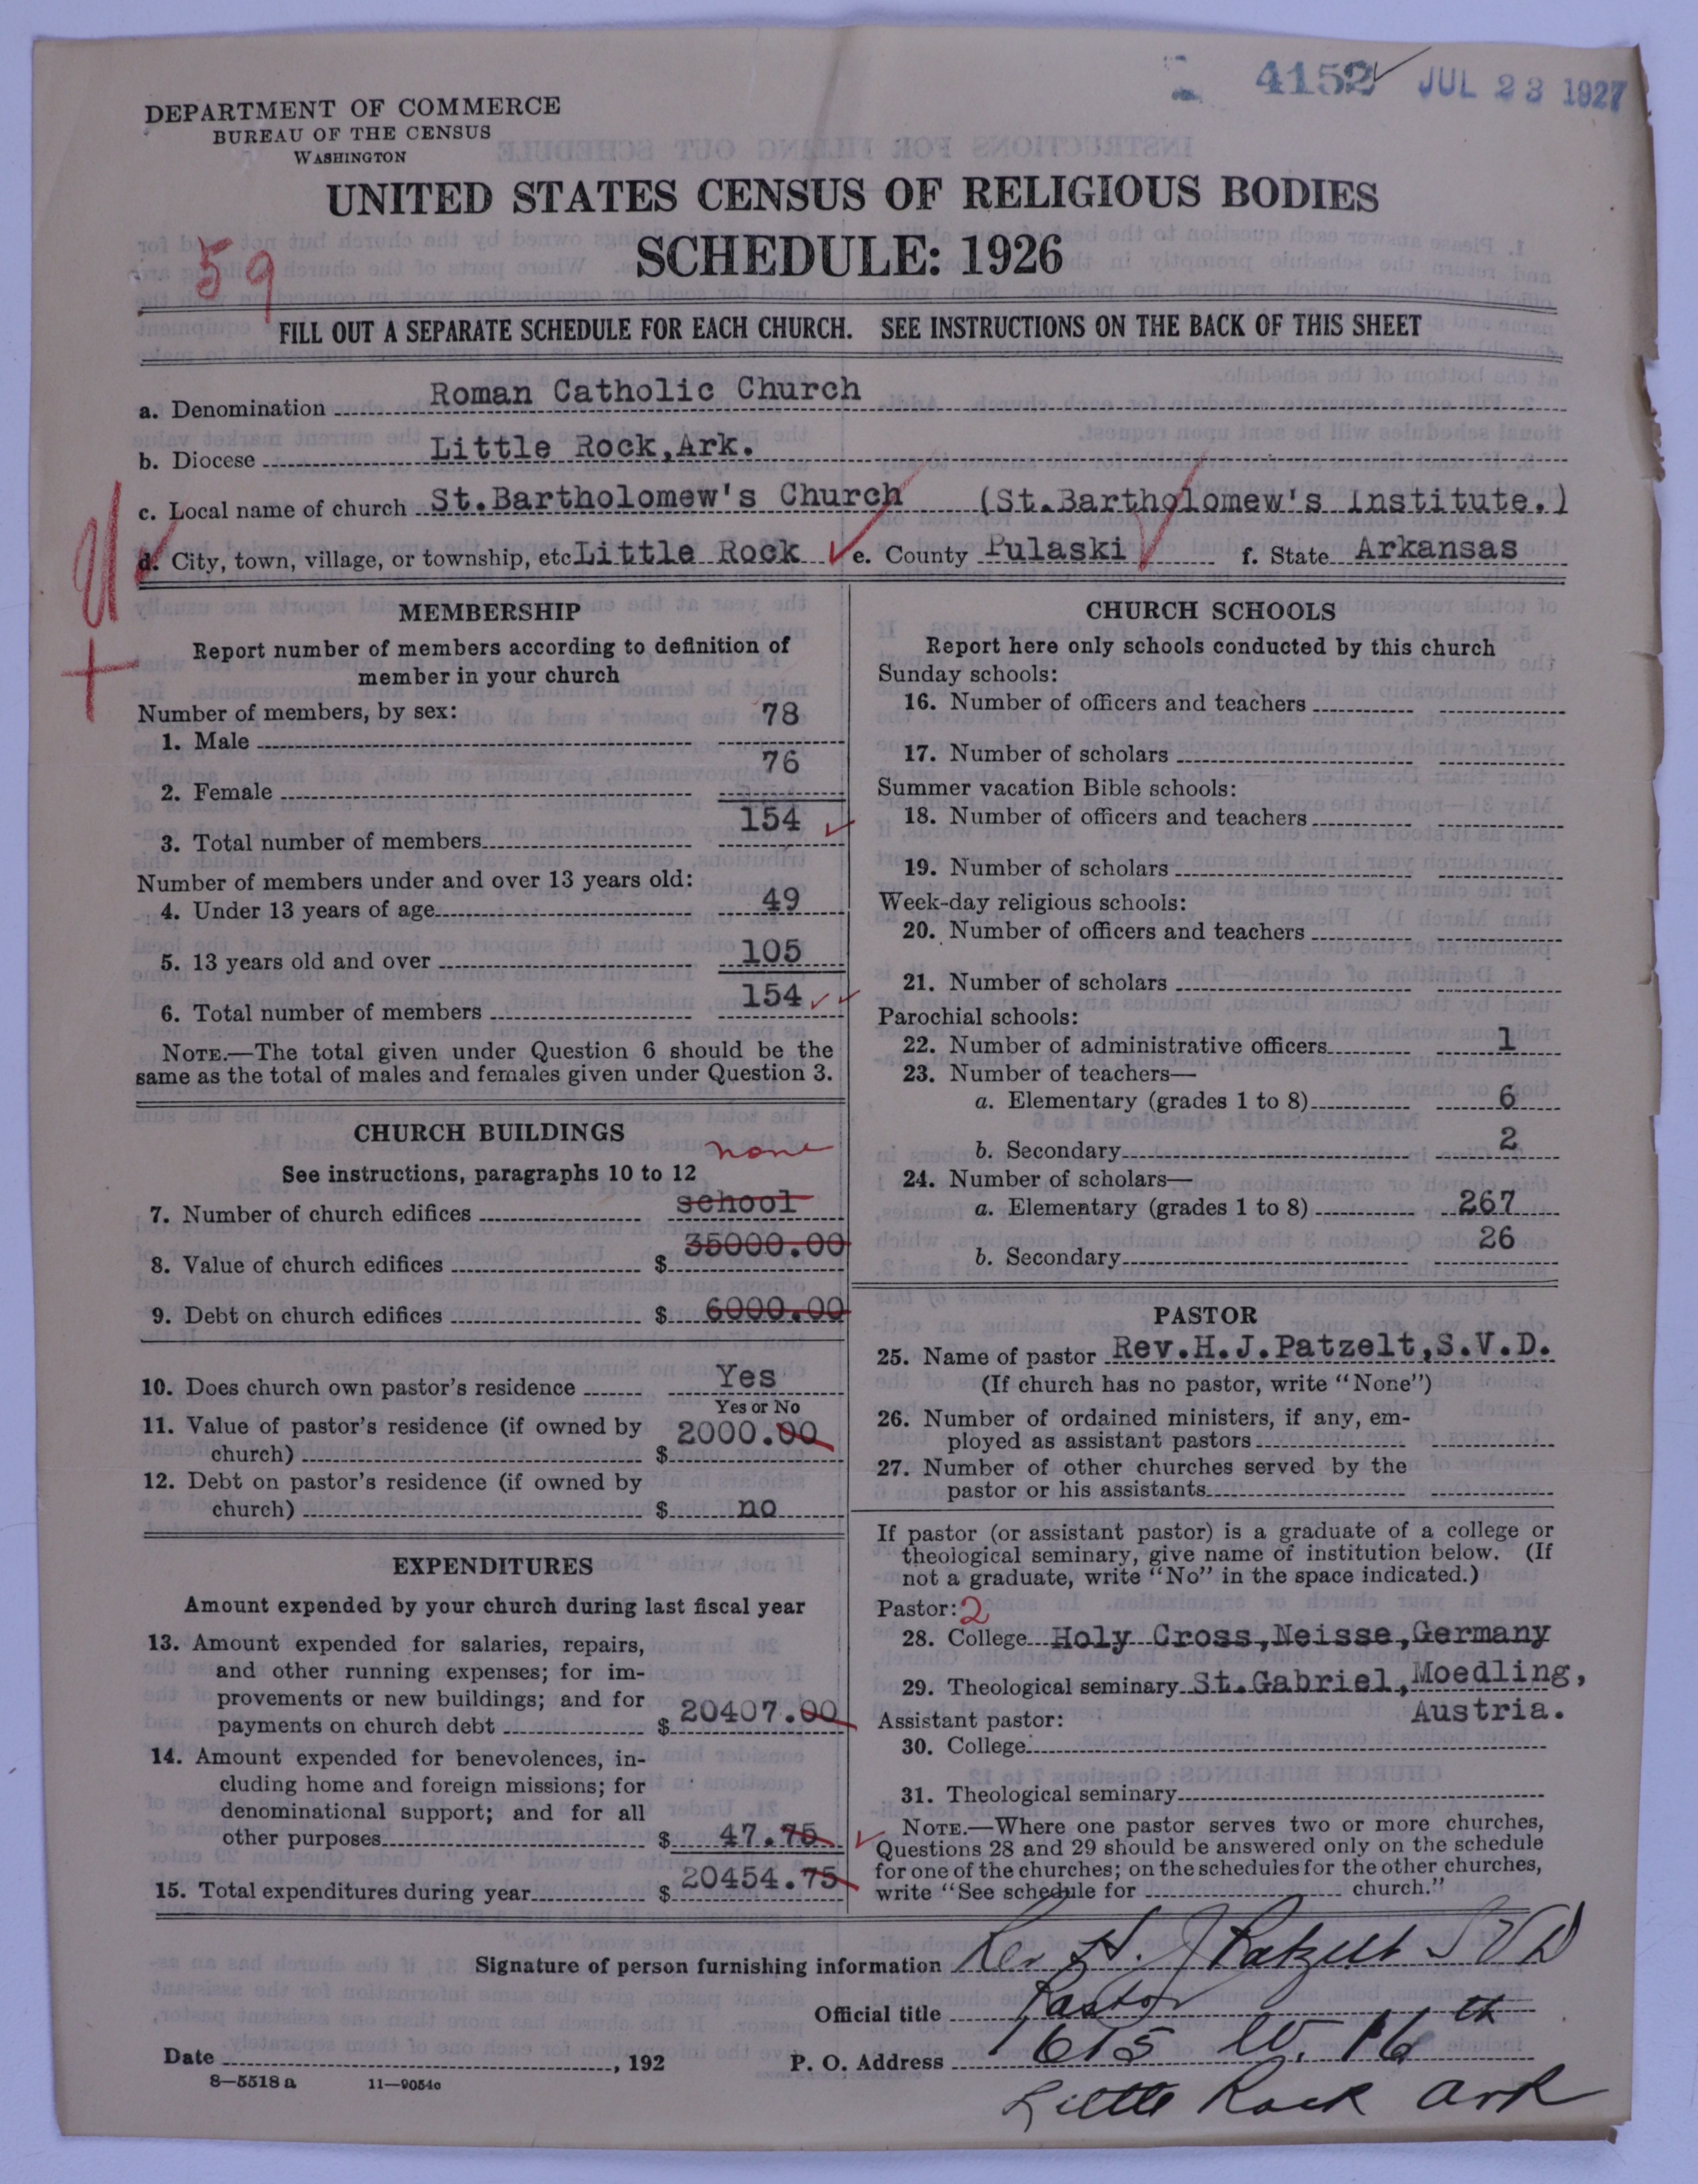 4152 JUL 23 1927
DEPARTMENT OF COMMERCE
BUREAU OF THE CENSUS
WASHINGTON
UNITED STATES CENSUS OF RELIGIOUS BODIES
SCHEDULE: 1926
59
FILL OUT A SEPARATE SCHEDULE FOR EACH CHURCH. SEE INSTRUCTIONS ON THE BACK OF THIS SHEET
a. Denomination Roman Catholic Church
b. Diocese Little Rock,Ark.
c. Local name of church St.Bartholomew's Church (St.Bartholomew's Institute.)
d. City, town, village, or township, etc Little Rock e. County Pulaski f. State Arkansas
MEMBERSHIP
Report number of members according to definition of
member in your church
Number of members, by sex:
1. Male 78
2. Female 76
3. Total number of members 154
Number of members under and over 13 years old:
4. Under 13 years of age 49
5. 13 years old and over 105
6. Total number of members 154
NOTE.—The total given under Question 6 should be the
same as the total of males and females given under Question 3.
CHURCH BUILDINGS
none
See instructions, paragraphs 10 to 12
7. Number of church edifices school
8. Value of church edifices $ 35000.00
9. Debt on church edifices $ 6000.00
10. Does church own pastor's residence Yes
Yes or No
11. Value of pastor's residence (if owned by
church) $ 2000.00
12. Debt on pastor's residence (if owned by
church) $ no
EXPENDITURES
Amount expended by your church during last fiscal year
13. Amount expended for salaries, repairs,
and other running expenses; for im-
provements or new buildings; and for
payments on church debt $ 20407.00
14. Amount expended for benevolences, in-
cluding home and foreign missions; for
denominational support; and for all
other purposes $ 47.75
15. Total expenditures during year $ 20454.75
CHURCH SCHOOLS
Report here only schools conducted by this church
Sunday schools:
16. Number of officers and teachers
17. Number of scholars
Summer vacation Bible schools:
18. Number of officers and teachers
19. Number of scholars
Week-day religious schools:
20. Number of officers and teachers
21. Number of scholars
Parochial schools:
22. Number of administrative officers 1
23. Number of teachers—
a. Elementary (grades 1 to 8) 6
b. Secondary 2
24. Number of scholars—
a. Elementary (grades 1 to 8) 267
b. Secondary 26
PASTOR
25. Name of pastor Rev.H.J.Patzelt,S.V.D.
(If church has no pastor, write "None")
26. Number of ordained ministers, if any, em-
ployed as assistant pastors
27. Number of other churches served by the
pastor or his assistants
If pastor (or assistant pastor) is a graduate of a college or
theological seminary, give name of institution below. (If
not a graduate, write "No" in the space indicated.)
Pastor: 2
28. College Holy Cross,Neisse,Germany
29. Theological seminary St.Gabriel,Moedling,
Austria.
Assistant pastor:
30. College
31. Theological seminary
NOTE.—Where one pastor serves two or more churches,
Questions 28 and 29 should be answered only on the schedule
for one of the churches; on the schedules for the other churches,
write "See schedule for church."
Signature of person furnishing information Rev H. J Patzelt SVD
Official title Pastor
Date , 192 P. O. Address 1615 W. 16th
8—5518 a 11—9054c
Little Rock Ark